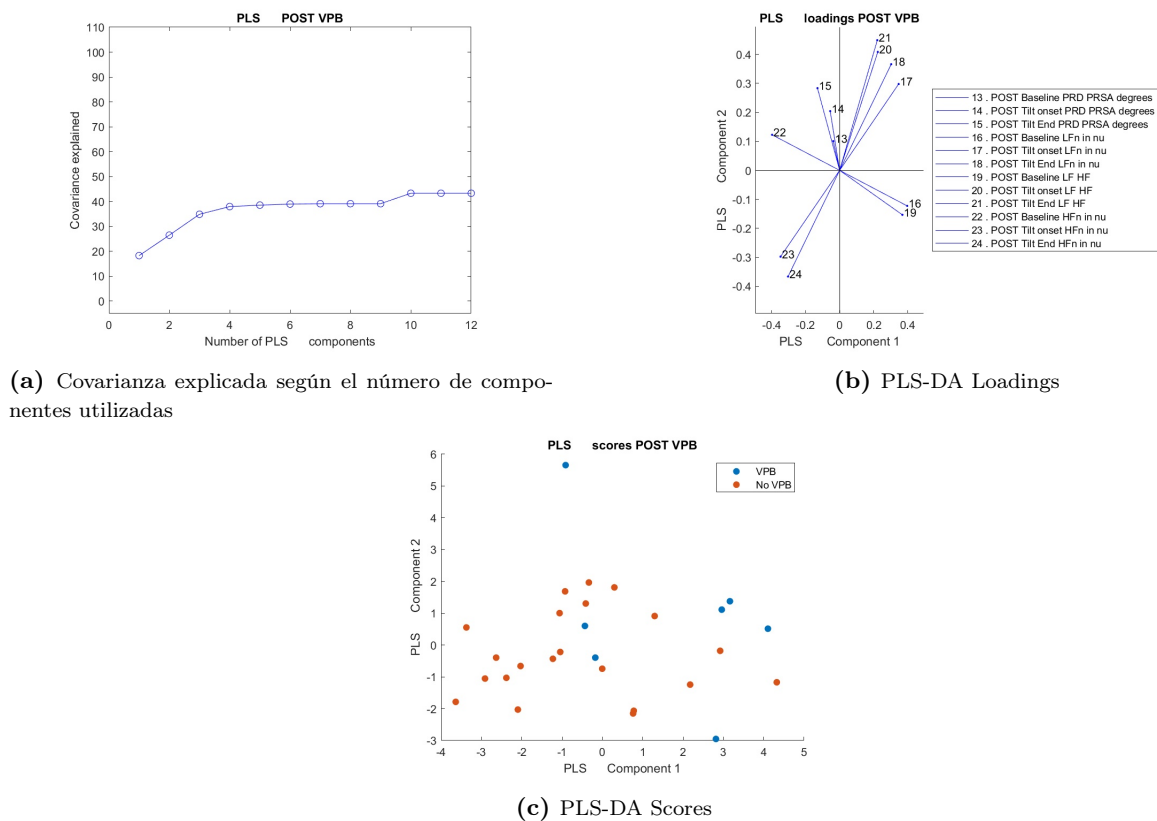 PLS POST VPB
110
100
90
80
70
60
50
40
30
20
10
0
Covariance explained
0 2 4 6 8 10 12
Number of PLS components
(a) Covarianza explicada según el número de compo-
nentes utilizadas
PLS loadings POST VPB
0.4
0.3
0.2
0.1
0
-0.1
-0.2
-0.3
-0.4
PLS Component 2
21
20
18
17
15
14
13
22
16
19
23
24
-0.4 -0.2 0 0.2 0.4
PLS Component 1
13 . POST Baseline PRD PRSA degrees
14 . POST Tilt onset PRD PRSA degrees
15 . POST Tilt End PRD PRSA degrees
16 . POST Baseline LFn in nu
17 . POST Tilt onset LFn in nu
18 . POST Tilt End LFn in nu
19 . POST Baseline LF HF
20 . POST Tilt onset LF HF
21 . POST Tilt End LF HF
22 . POST Baseline HFn in nu
23 . POST Tilt onset HFn in nu
24 . POST Tilt End HFn in nu
(b) PLS-DA Loadings
PLS scores POST VPB
6
5
4
3
2
1
0
-1
-2
-3
PLS Component 2
VPB
No VPB
-4 -3 -2 -1 0 1 2 3 4 5
PLS Component 1
(c) PLS-DA Scores